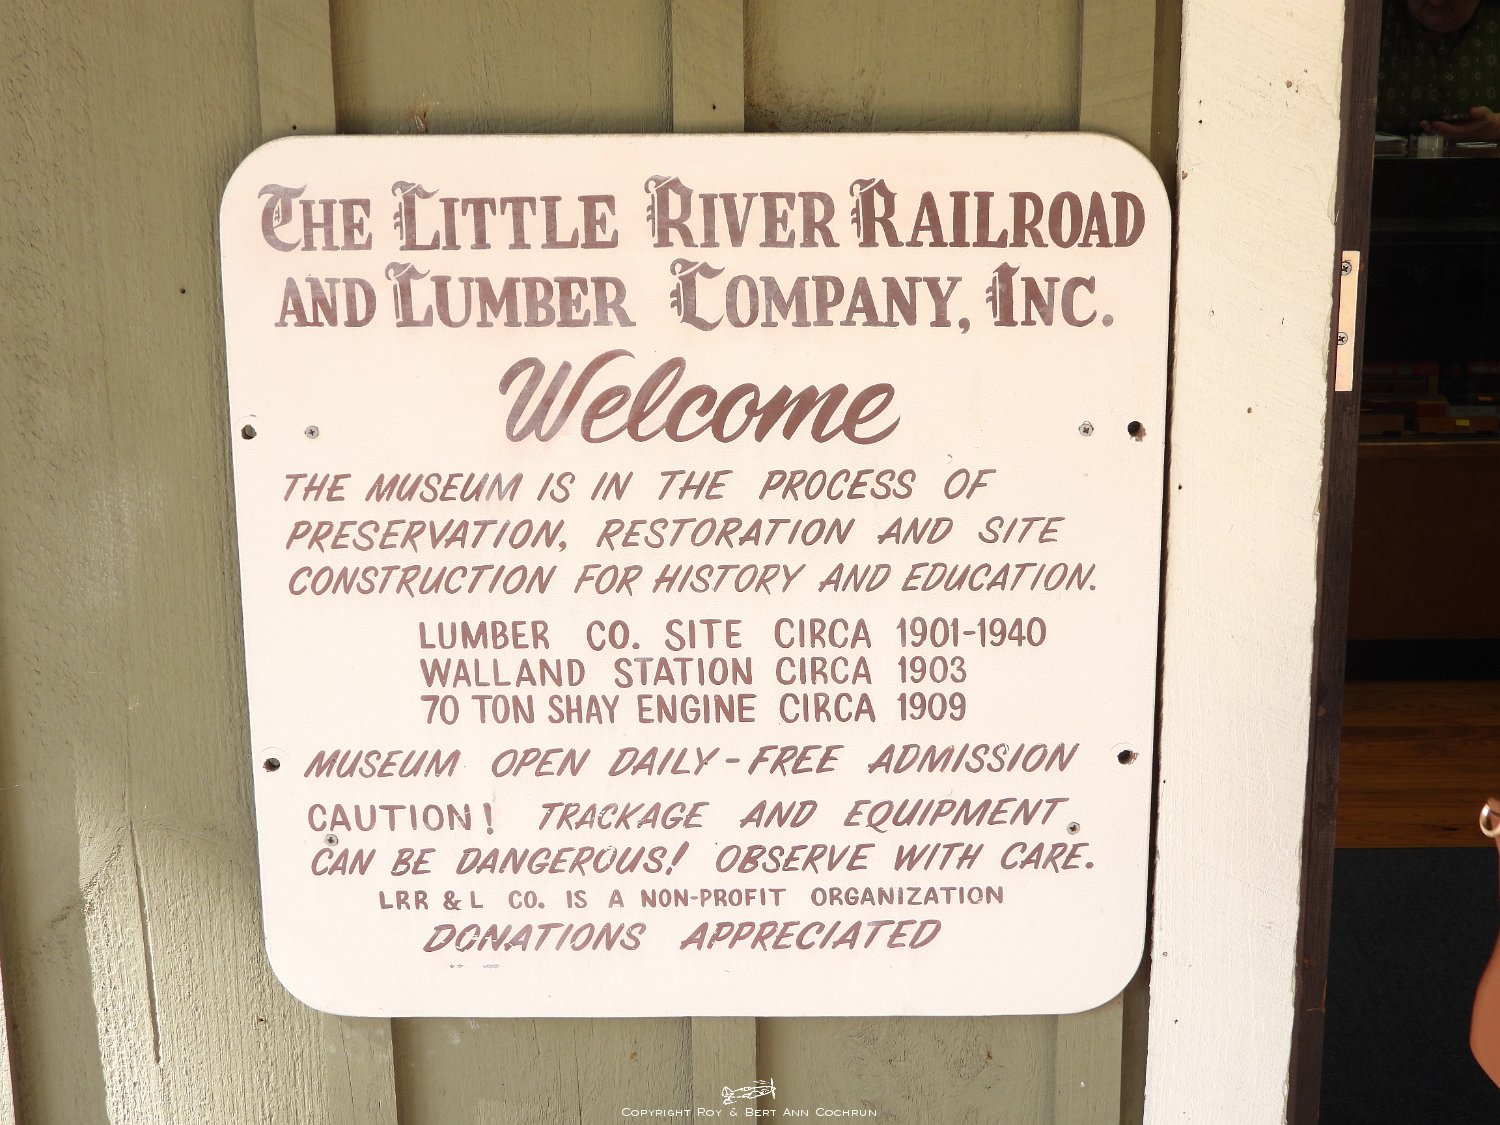 The Little River Railroad
and Lumber Company, Inc.
Welcome
THE MUSEUM IS IN THE PROCESS OF
PRESERVATION, RESTORATION AND SITE
CONSTRUCTION FOR HISTORY AND EDUCATION.
LUMBER CO. SITE CIRCA 1901-1940
WALLAND STATION CIRCA 1903
70 TON SHAY ENGINE CIRCA 1909
MUSEUM OPEN DAILY - FREE ADMISSION
CAUTION! TRACKAGE AND EQUIPMENT
CAN BE DANGEROUS! OBSERVE WITH CARE.
LRR & L CO. IS A NON-PROFIT ORGANIZATION
DONATIONS APPRECIATED
Copyright Roy & Bert Ann Cochrun